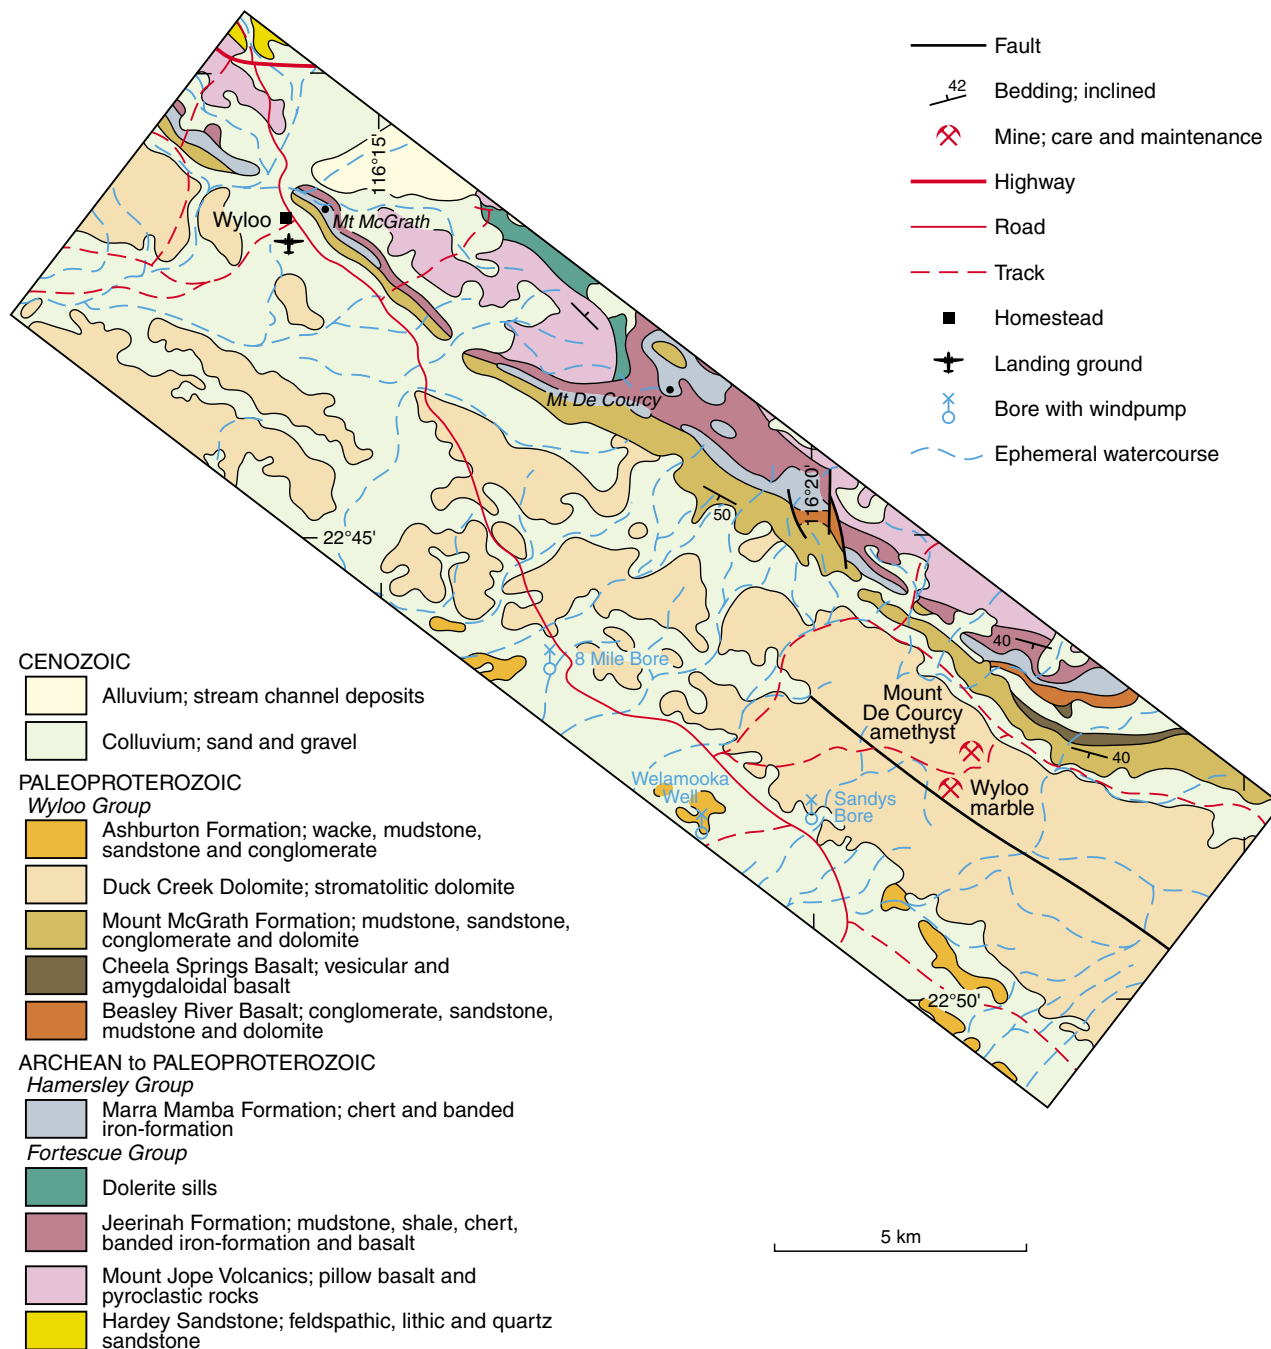 Fault
42
Bedding; inclined
Mine; care and maintenance
Highway
Road
Track
Homestead
Landing ground
Bore with windpump
Ephemeral watercourse
116°15'
Wyloo
Mt McGrath
Mt De Courcy
116°20'
50
22°45'
8 Mile Bore
40
Mount
De Courcy
amethyst
40
Wyloo
marble
Welamooka
Well
Sandys
Bore
22°50'
5 km
CENOZOIC
Alluvium; stream channel deposits
Colluvium; sand and gravel
PALEOPROTEROZOIC
Wyloo Group
Ashburton Formation; wacke, mudstone,
sandstone and conglomerate
Duck Creek Dolomite; stromatolitic dolomite
Mount McGrath Formation; mudstone, sandstone,
conglomerate and dolomite
Cheela Springs Basalt; vesicular and
amygdaloidal basalt
Beasley River Basalt; conglomerate, sandstone,
mudstone and dolomite
ARCHEAN to PALEOPROTEROZOIC
Hamersley Group
Marra Mamba Formation; chert and banded
iron-formation
Fortescue Group
Dolerite sills
Jeerinah Formation; mudstone, shale, chert,
banded iron-formation and basalt
Mount Jope Volcanics; pillow basalt and
pyroclastic rocks
Hardey Sandstone; feldspathic, lithic and quartz
sandstone